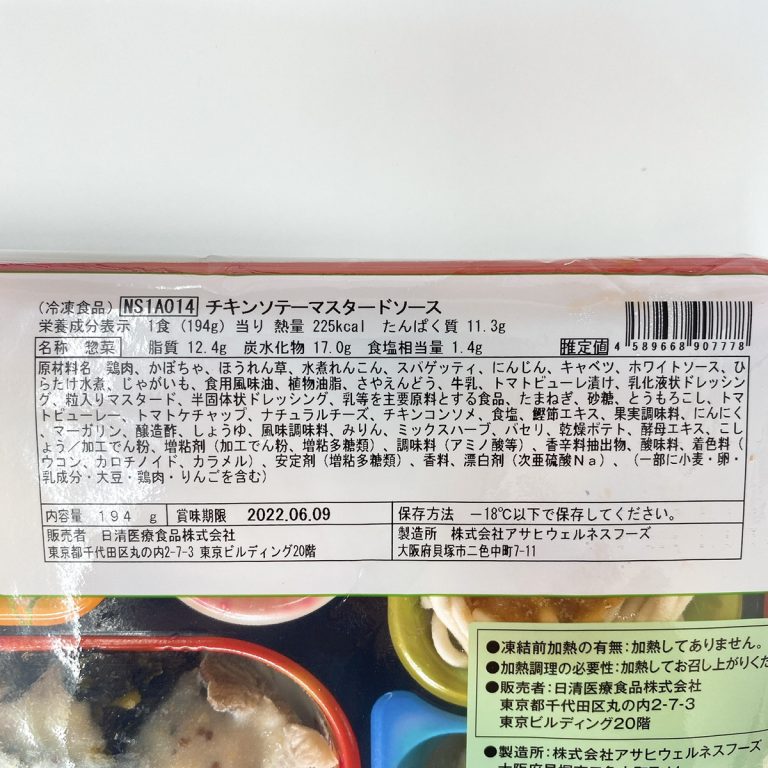 (冷凍食品) NS1A014 チキンソテーマスタードソース
栄養成分表示 1食 (194g) 当り 熱量 225kcal たんぱく質 11.3g
名称 惣菜 脂質 12.4g 炭水化物 17.0g 食塩相当量 1.4g 推定値 4 589668 907778
原材料名 鶏肉、かぼちゃ、ほうれん草、水煮れんこん、スパゲッティ、にんじん、キャベツ、ホワイトソース、ひ
らたけ水煮、じゃがいも、食用風味油、植物油脂、さやえんどう、牛乳、トマトピューレ漬け、乳化液状ドレッシン
グ、粒入りマスタード、半固体状ドレッシング、乳等を主要原料とする食品、たまねぎ、砂糖、とうもろこし、トマ
トピューレー、トマトケチャップ、ナチュラルチーズ、チキンコンソメ、食塩、鰹節エキス、果実調味料、にんにく
、マーガリン、醸造酢、しょうゆ、風味調味料、みりん、ミックスハーブ、パセリ、乾燥ポテト、酵母エキス、こし
ょう／加工でん粉、増粘剤（加工でん粉、増粘多糖類）、調味料（アミノ酸等）、香辛料抽出物、酸味料、着色料（
ウコン、カロチノイド、カラメル）、安定剤（増粘多糖類）、香料、漂白剤（次亜硫酸Ｎａ）、（一部に小麦・卵・
乳成分・大豆・鶏肉・りんごを含む）
内容量 194 g 賞味期限 2022.06.09 保存方法 －18℃以下で保存してください。
販売者 日清医療食品株式会社
東京都千代田区丸の内2-7-3 東京ビルディング20階
製造所 株式会社アサヒウェルネスフーズ
大阪府貝塚市二色中町7-11
●凍結前加熱の有無：加熱してありません。
●加熱調理の必要性：加熱してお召し上がりくだ
●販売者：日清医療食品株式会社
東京都千代田区丸の内2-7-3
東京ビルディング20階
●製造所：株式会社アサヒウェルネスフーズ